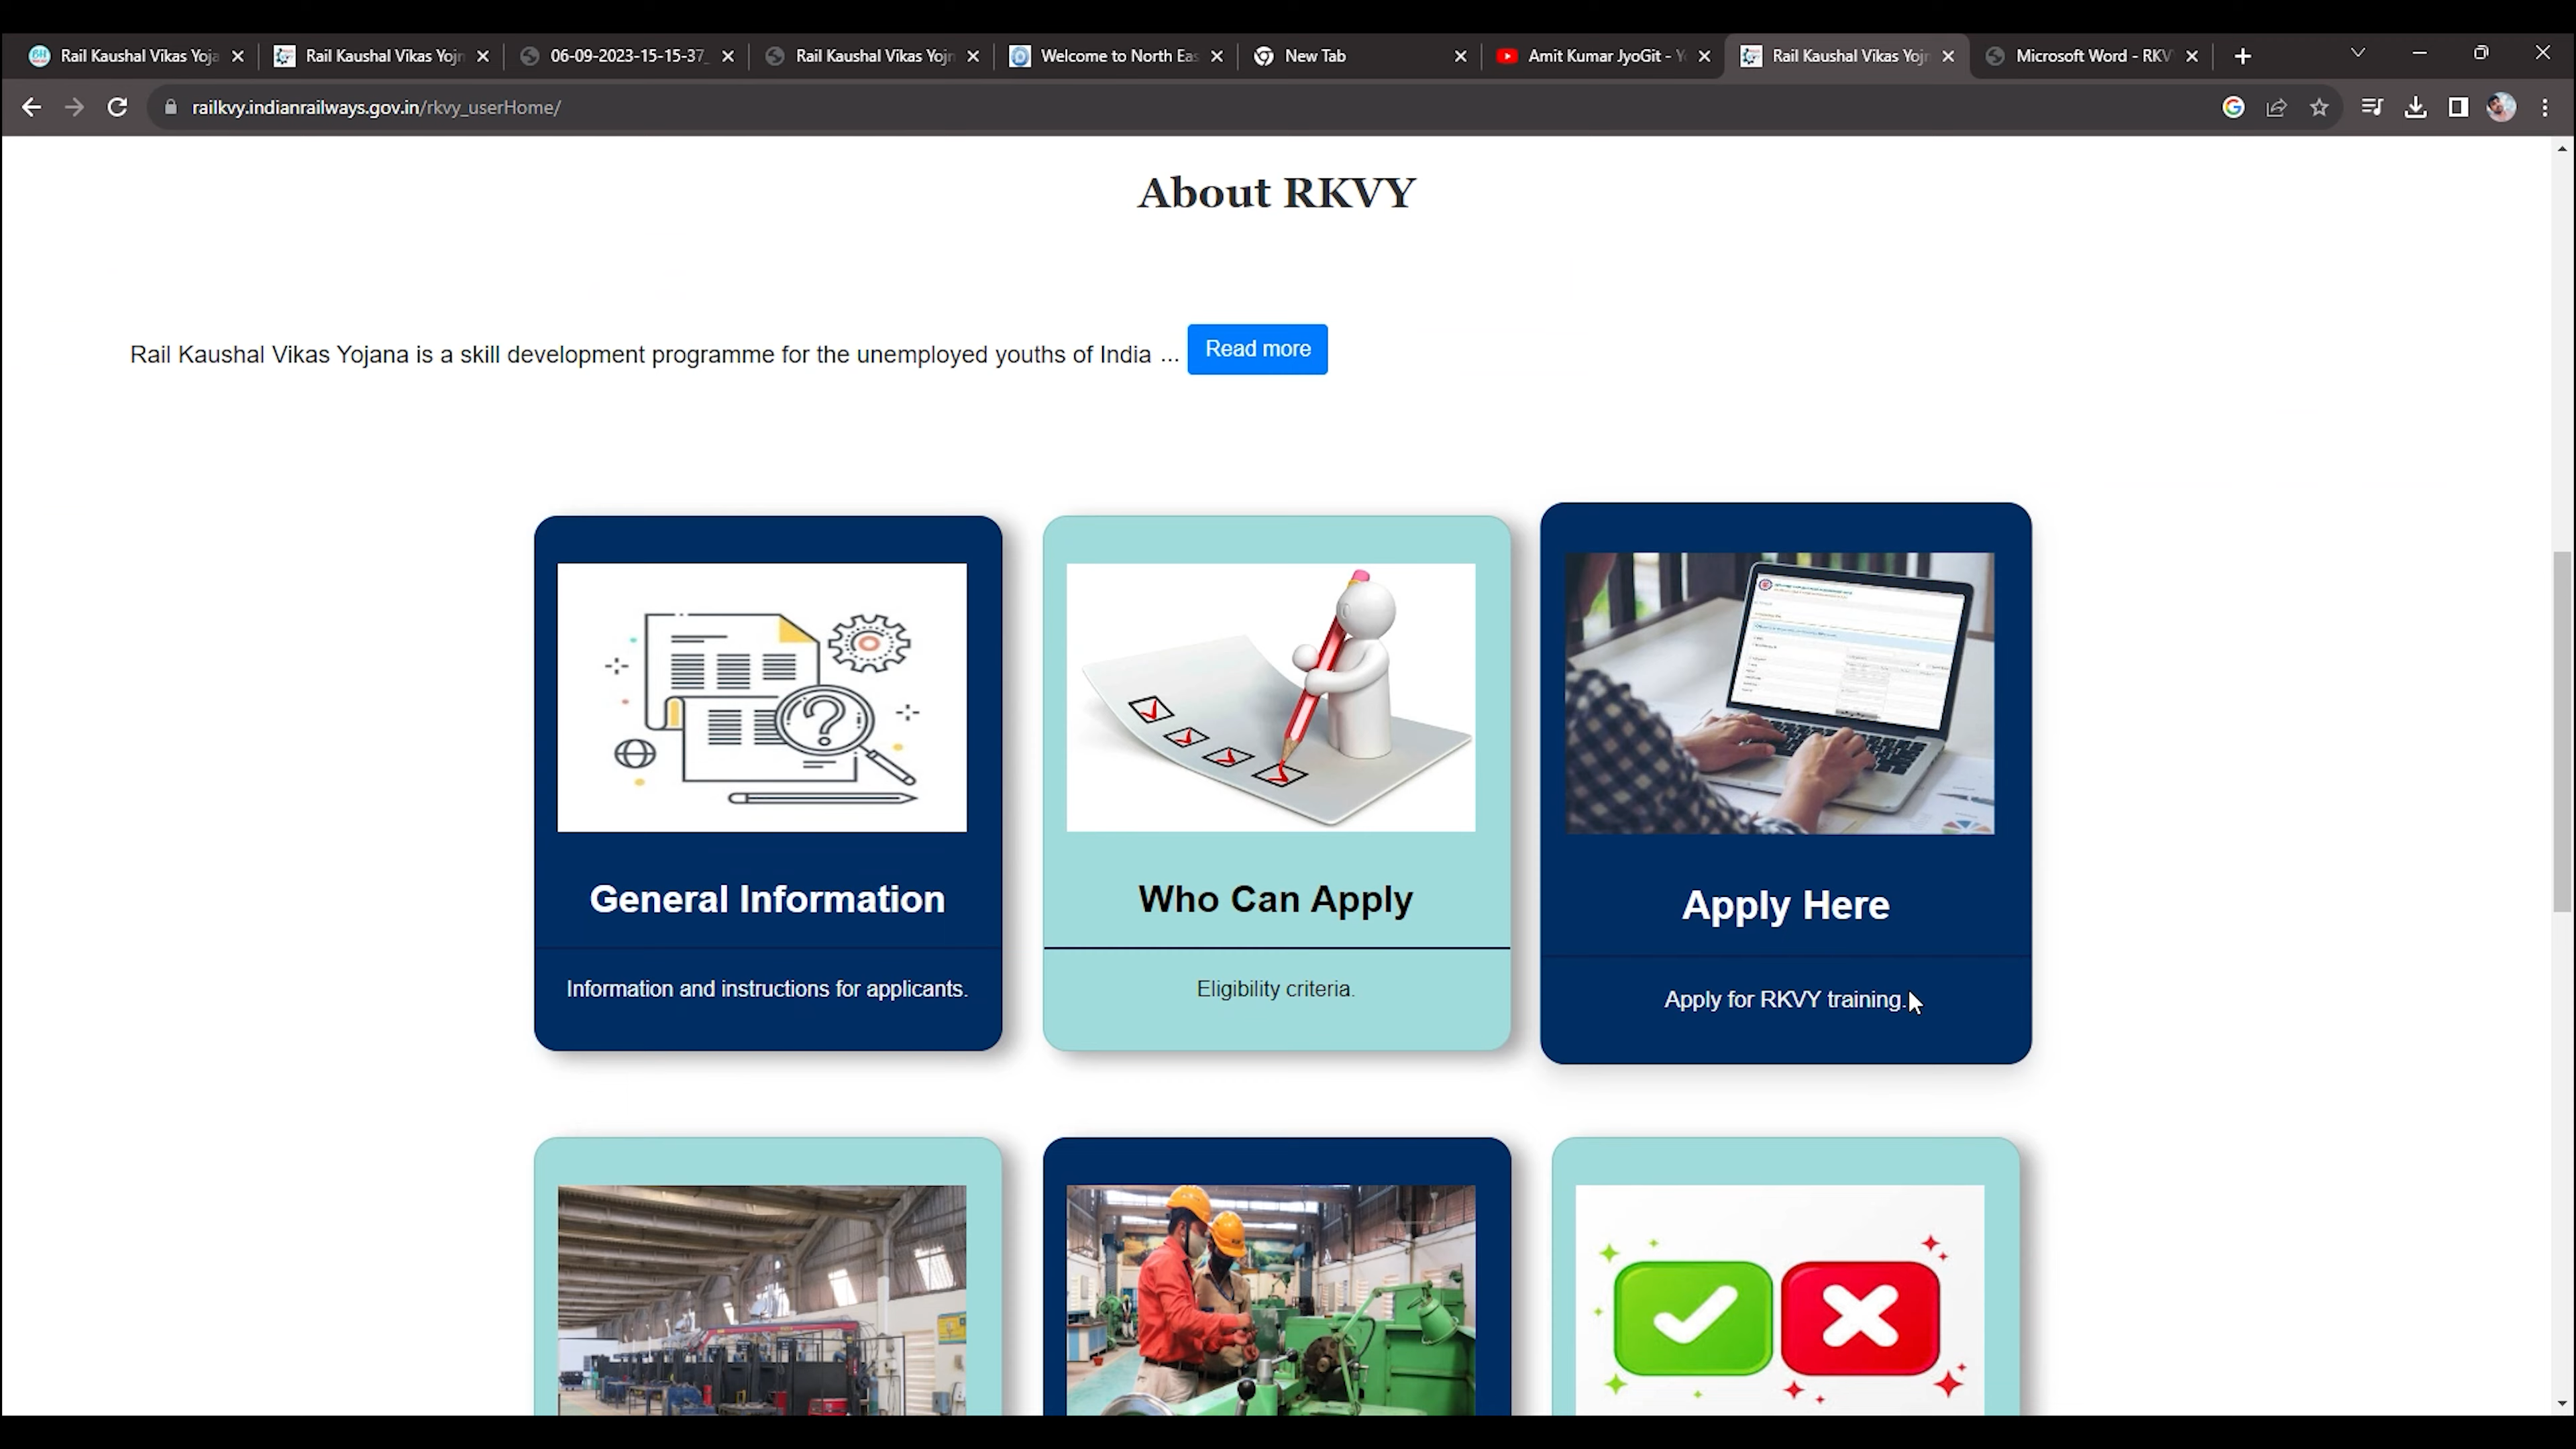 Rail Kaushal Vikas Yoja
Rail Kaushal Vikas Yojn
06-09-2023-15-15-37_
Rail Kaushal Vikas Yojn
Welcome to North Eas
New Tab
Amit Kumar JyoGit - Y
Rail Kaushal Vikas Yojn
Microsoft Word - RKV
railkvy.indianrailways.gov.in/rkvy_userHome/
About RKVY
Rail Kaushal Vikas Yojana is a skill development programme for the unemployed youths of India ... Read more
General Information
Information and instructions for applicants.
Who Can Apply
Eligibility criteria.
Apply Here
Apply for RKVY training.